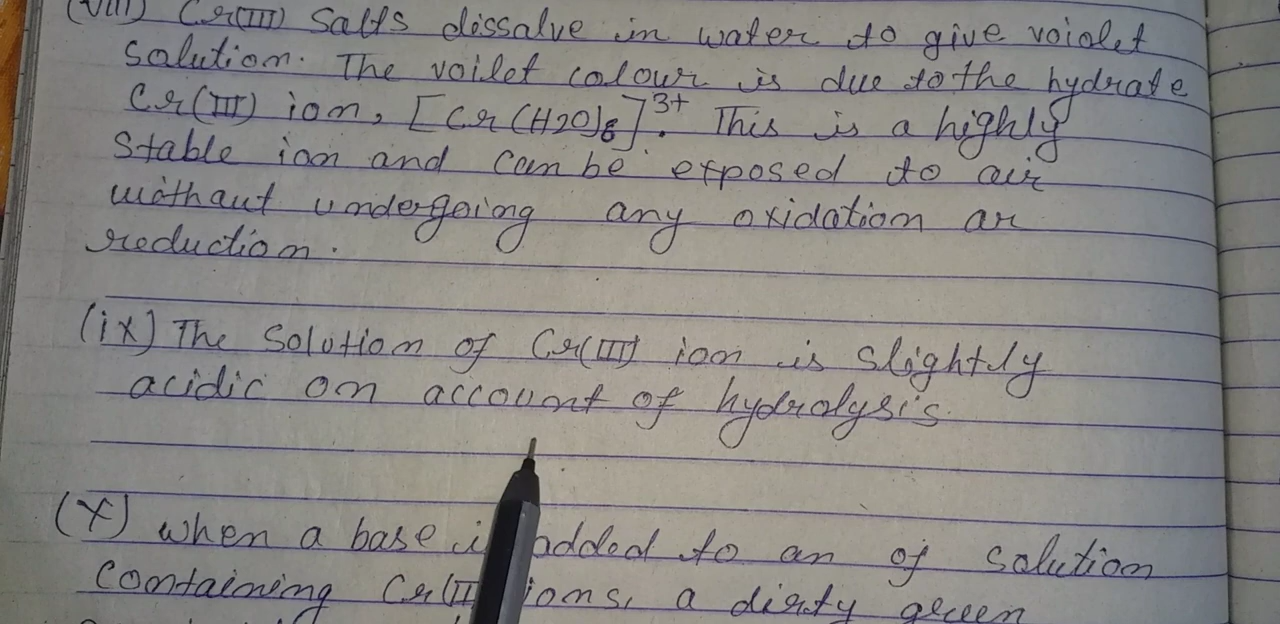 (viii) Cr(III) salts dissalve in water to give voialet
solution. The voilet colour is due to the hydrate
Cr(III) ion, [Cr(H2O)6]3+. This is a highly
stable ion and can be exposed to air
without undergoing any oxidation ar
reduction.
(ix) The solution of Cr(III) ion is slightly
acidic on account of hydrolysis.
(x) when a base added to an of solution
containing ions, a dirty green